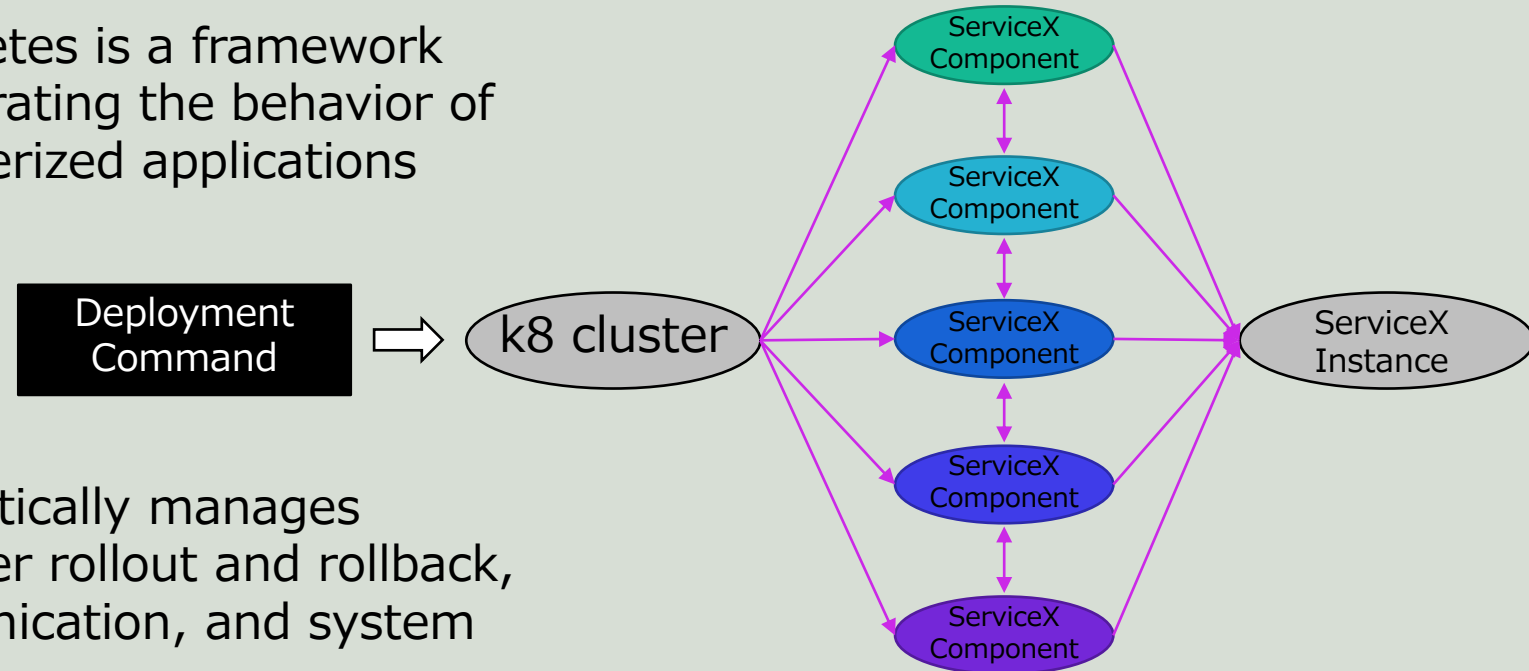 etes is a framework
rating the behavior of
erized applications
Deployment
Command
k8 cluster
ServiceX
Component
ServiceX
Component
ServiceX
Component
ServiceX
Component
ServiceX
Component
ServiceX
Instance
tically manages
er rollout and rollback,
nication, and system